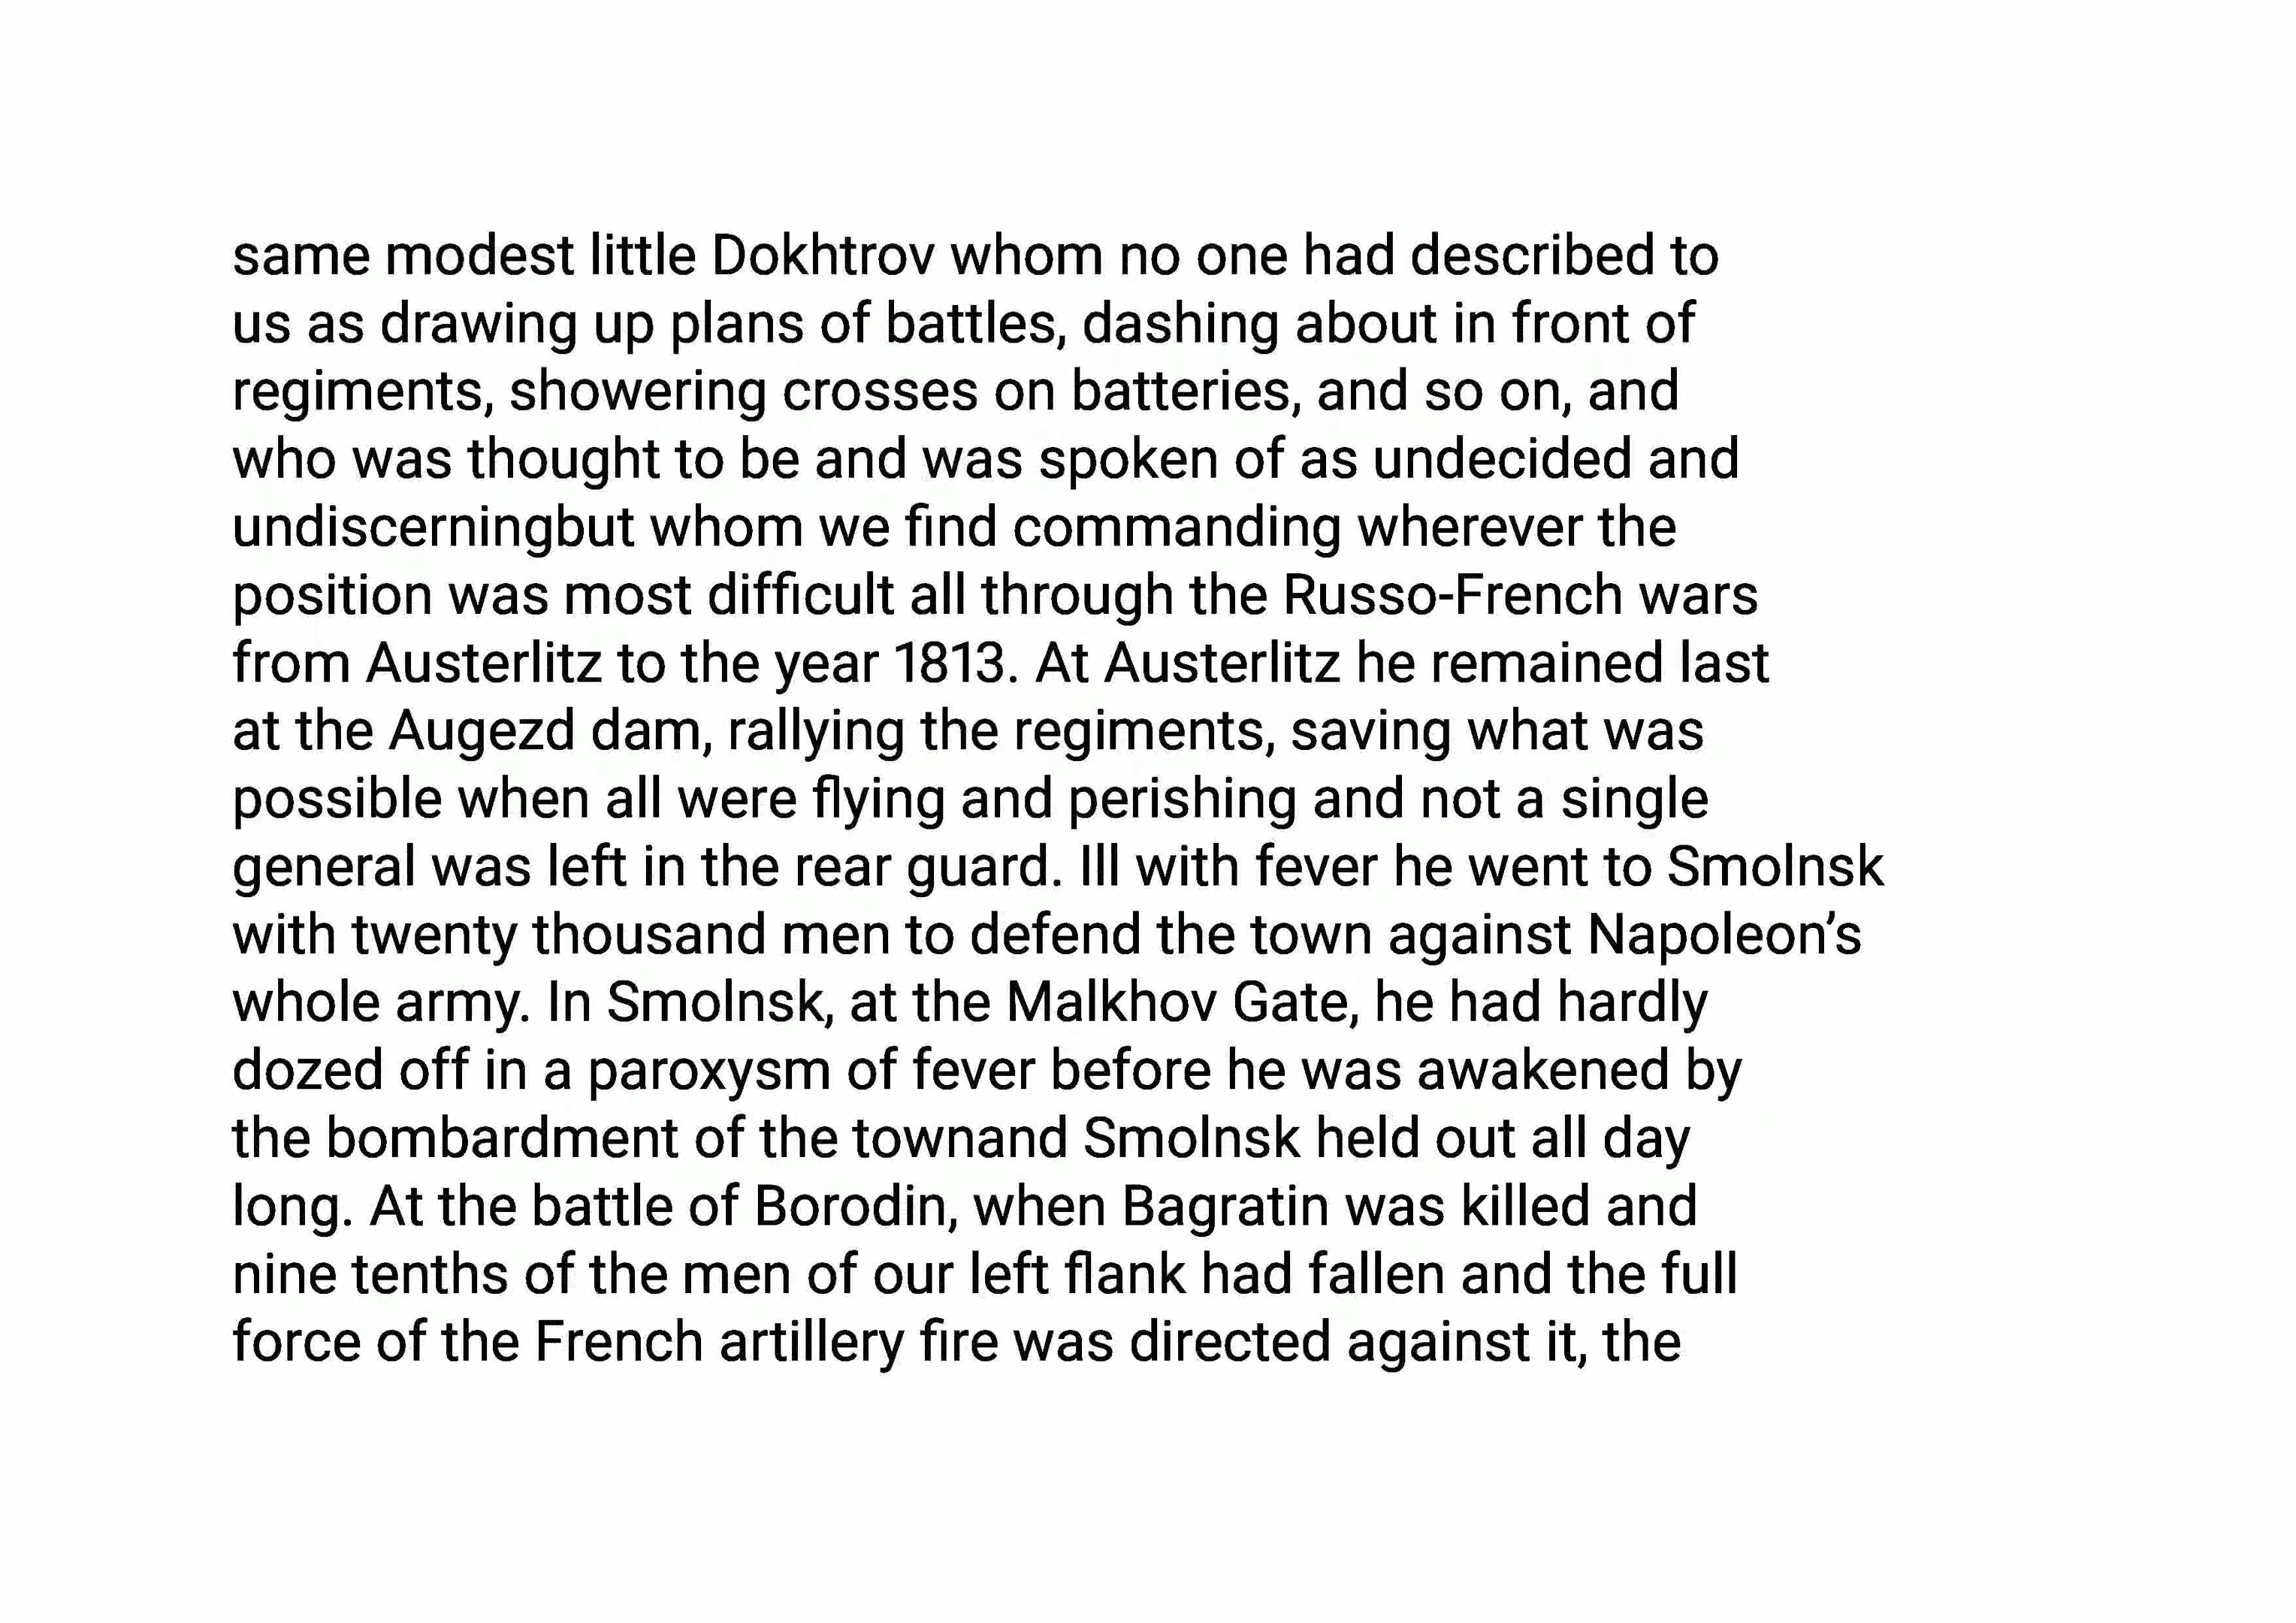 same modest little Dokhtrov whom no one had described to
us as drawing up plans of battles, dashing about in front of
regiments, showering crosses on batteries, and so on, and
who was thought to be and was spoken of as undecided and
undiscerningbut whom we find commanding wherever the
position was most difficult all through the Russo-French wars
from Austerlitz to the year 1813. At Austerlitz he remained last
at the Augezd dam, rallying the regiments, saving what was
possible when all were flying and perishing and not a single
general was left in the rear guard. Ill with fever he went to Smolnsk
with twenty thousand men to defend the town against Napoleon’s
whole army. In Smolnsk, at the Malkhov Gate, he had hardly
dozed off in a paroxysm of fever before he was awakened by
the bombardment of the townand Smolnsk held out all day
long. At the battle of Borodin, when Bagratin was killed and
nine tenths of the men of our left flank had fallen and the full
force of the French artillery fire was directed against it, the